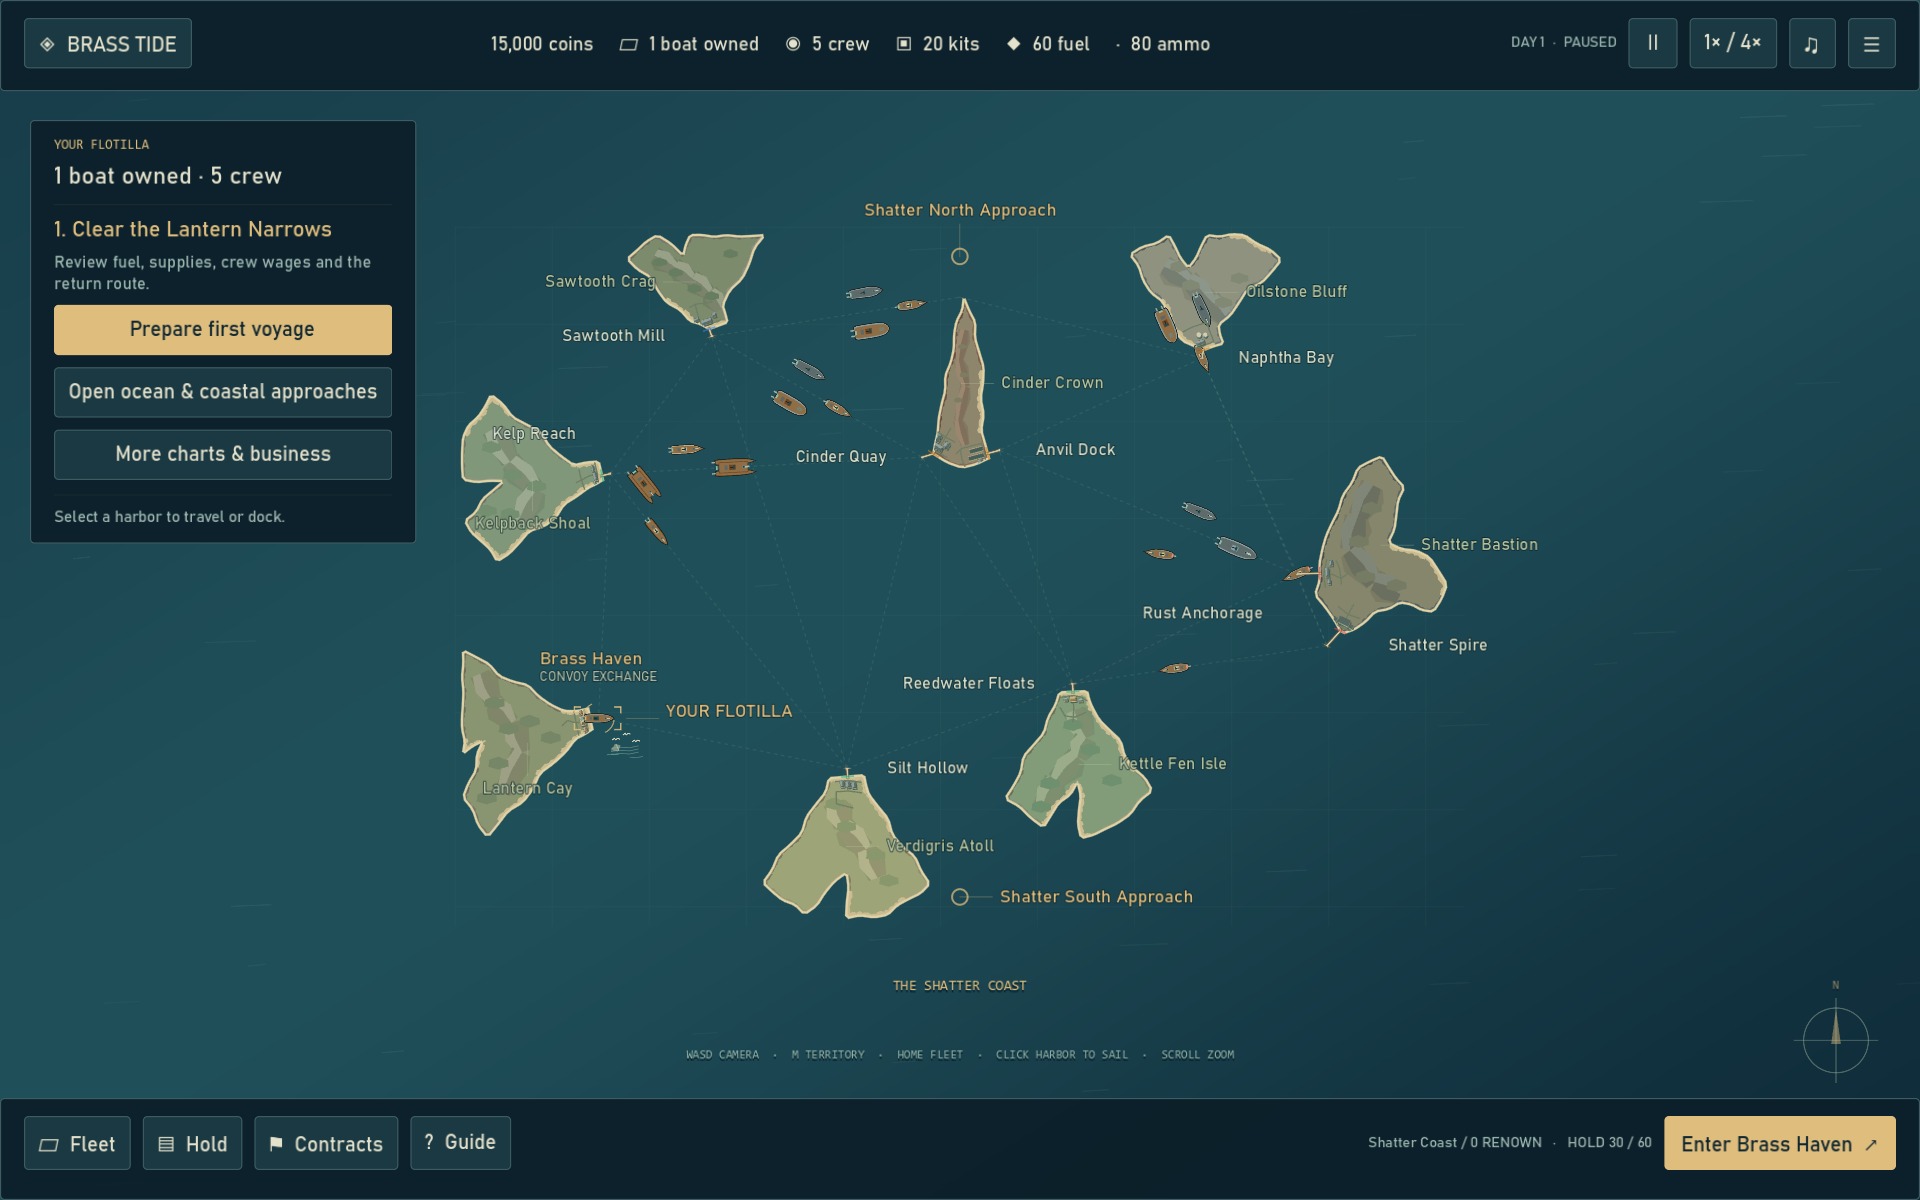 BRASS TIDE
15,000 coins
1 boat owned
5 crew
20 kits
60 fuel
· 80 ammo
DAY 1 · PAUSED
1× / 4×
YOUR FLOTILLA
1 boat owned · 5 crew
1. Clear the Lantern Narrows
Review fuel, supplies, crew wages and the
return route.
Prepare first voyage
Open ocean & coastal approaches
More charts & business
Select a harbor to travel or dock.
Shatter North Approach
Sawtooth Crag
Oilstone Bluff
Sawtooth Mill
Naphtha Bay
Cinder Crown
Kelp Reach
Cinder Quay
Anvil Dock
Kelpback Shoal
Shatter Bastion
Rust Anchorage
Shatter Spire
Brass Haven
CONVOY EXCHANGE
Reedwater Floats
YOUR FLOTILLA
Silt Hollow
Kettle Fen Isle
Lantern Cay
Verdigris Atoll
Shatter South Approach
THE SHATTER COAST
N
WASD CAMERA · M TERRITORY · HOME FLEET · CLICK HARBOR TO SAIL · SCROLL ZOOM
Fleet
Hold
Contracts
? Guide
Shatter Coast / 0 RENOWN · HOLD 30 / 60
Enter Brass Haven ↗